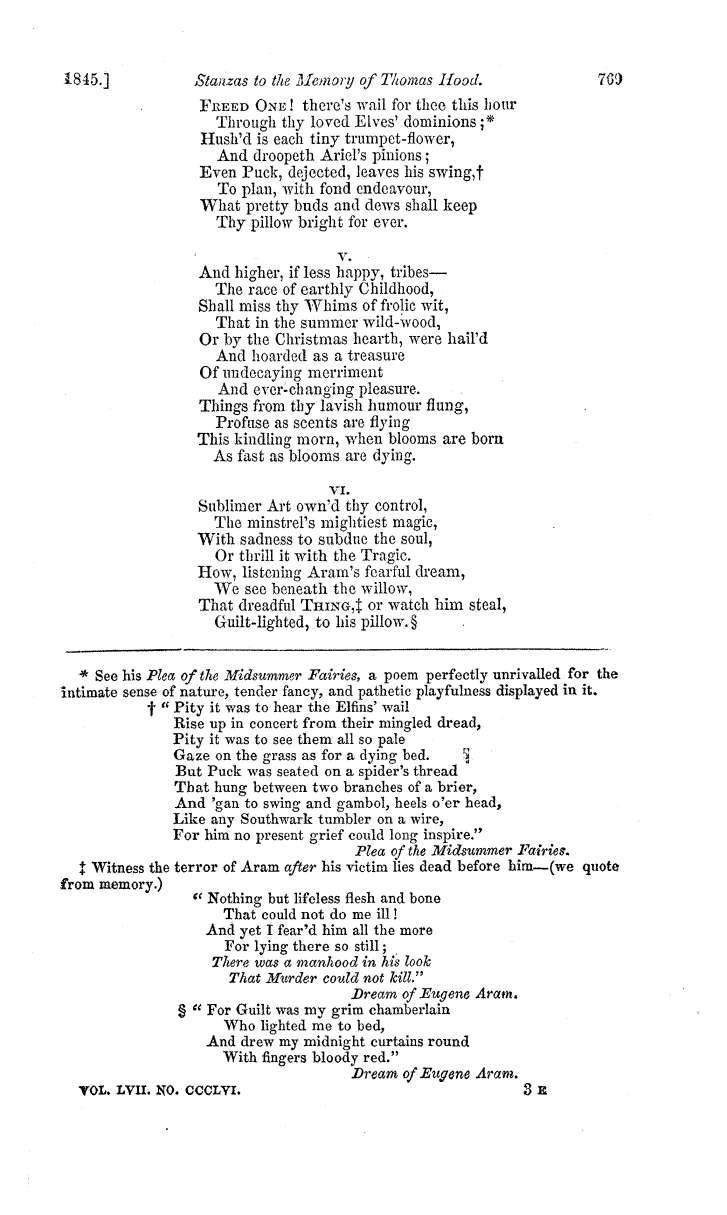 1845.] Stanzas to the Memory of Thomas Hood. 769
FREED ONE! there's wail for thee this hour
Through thy loved Elves' dominions;*
Hush'd is each tiny trumpet-flower,
And droopeth Ariel's pinions;
Even Puck, dejected, leaves his swing,†
To plan, with fond endeavour,
What pretty buds and dews shall keep
Thy pillow bright for ever.
V.
And higher, if less happy, tribes—
The race of earthly Childhood,
Shall miss thy Whims of frolic wit,
That in the summer wild-wood,
Or by the Christmas hearth, were hail'd
And hoarded as a treasure
Of undecaying merriment
And ever-changing pleasure.
Things from thy lavish humour flung,
Profuse as scents are flying
This kindling morn, when blooms are born
As fast as blooms are dying.
VI.
Sublimer Art own'd thy control,
The minstrel's mightiest magic,
With sadness to subdue the soul,
Or thrill it with the Tragic.
How, listening Aram's fearful dream,
We see beneath the willow,
That dreadful THING,‡ or watch him steal,
Guilt-lighted, to his pillow.§
* See his Plea of the Midsummer Fairies, a poem perfectly unrivalled for the
intimate sense of nature, tender fancy, and pathetic playfulness displayed in it.
† "Pity it was to hear the Elfins' wail
Rise up in concert from their mingled dread,
Pity it was to see them all so pale
Gaze on the grass as for a dying bed.
But Puck was seated on a spider's thread
That hung between two branches of a brier,
And 'gan to swing and gambol, heels o'er head,
Like any Southwark tumbler on a wire,
For him no present grief could long inspire."
Plea of the Midsummer Fairies.
‡ Witness the terror of Aram after his victim lies dead before him—(we quote
from memory.)
"Nothing but lifeless flesh and bone
That could not do me ill!
And yet I fear'd him all the more
For lying there so still;
There was a manhood in his look
That Murder could not kill."
Dream of Eugene Aram.
§ "For Guilt was my grim chamberlain
Who lighted me to bed,
And drew my midnight curtains round
With fingers bloody red."
Dream of Eugene Aram.
VOL. LVII. NO. CCCLVI. 3 E